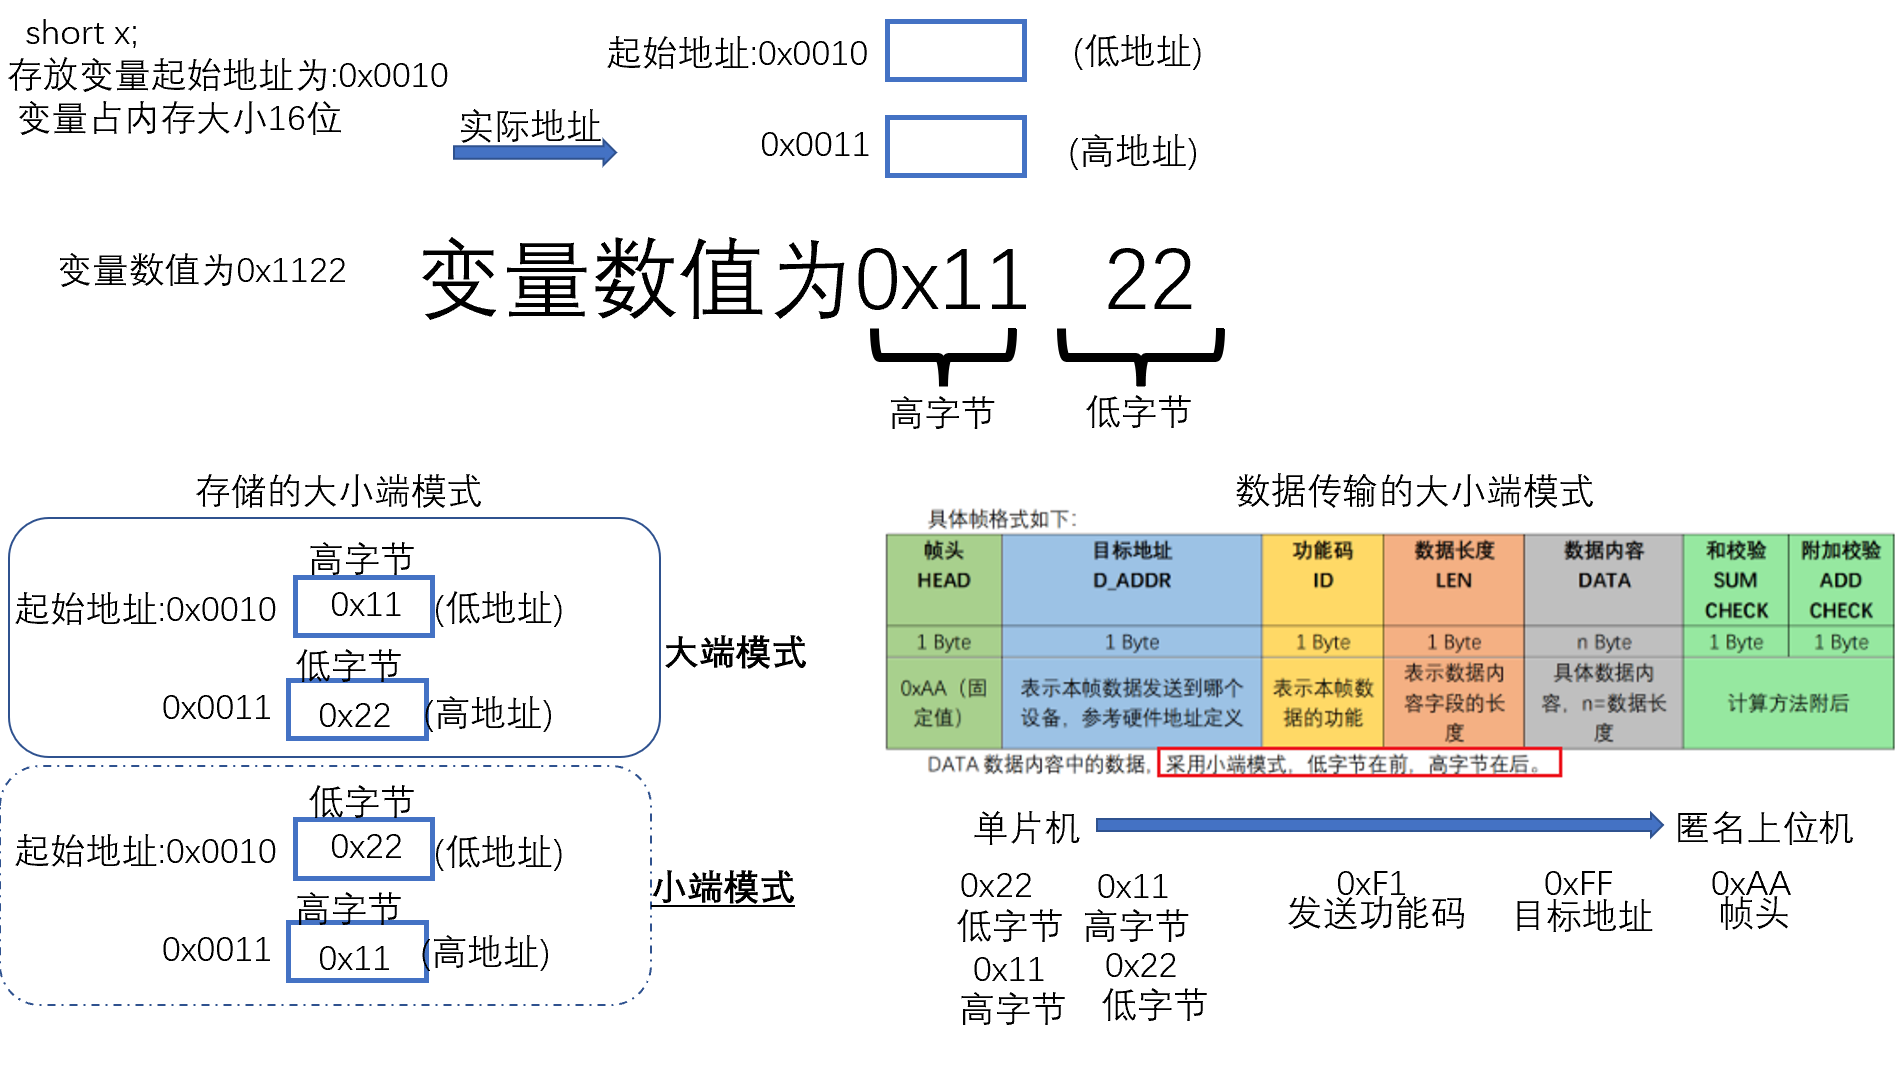 short x;
存放变量起始地址为:0x0010
变量占内存大小16位
实际地址
起始地址:0x0010
(低地址)
0x0011
(高地址)
变量数值为0x1122
变量数值为0x11 22
高字节
低字节
存储的大小端模式
高字节
起始地址:0x0010
0x11
(低地址)
低字节
0x0011
0x22
(高地址)
大端模式
低字节
起始地址:0x0010
0x22
(低地址)
高字节
0x0011
0x11
(高地址)
小端模式
数据传输的大小端模式
具体帧格式如下:
帧头
HEAD
目标地址
D_ADDR
功能码
ID
数据长度
LEN
数据内容
DATA
和校验
SUM
CHECK
附加校验
ADD
CHECK
1 Byte
1 Byte
1 Byte
1 Byte
n Byte
1 Byte
1 Byte
0xAA（固
定值）
表示本帧数据发送到哪个
设备，参考硬件地址定义
表示本帧数
据的功能
表示数据内
容字段的长
度
具体数据内
容，n=数据长
度
计算方法附后
DATA 数据内容中的数据，采用小端模式，低字节在前，高字节在后。
单片机
匿名上位机
0x22
低字节
0x11
高字节
0xF1
发送功能码
0xFF
目标地址
0xAA
帧头
0x11
高字节
0x22
低字节